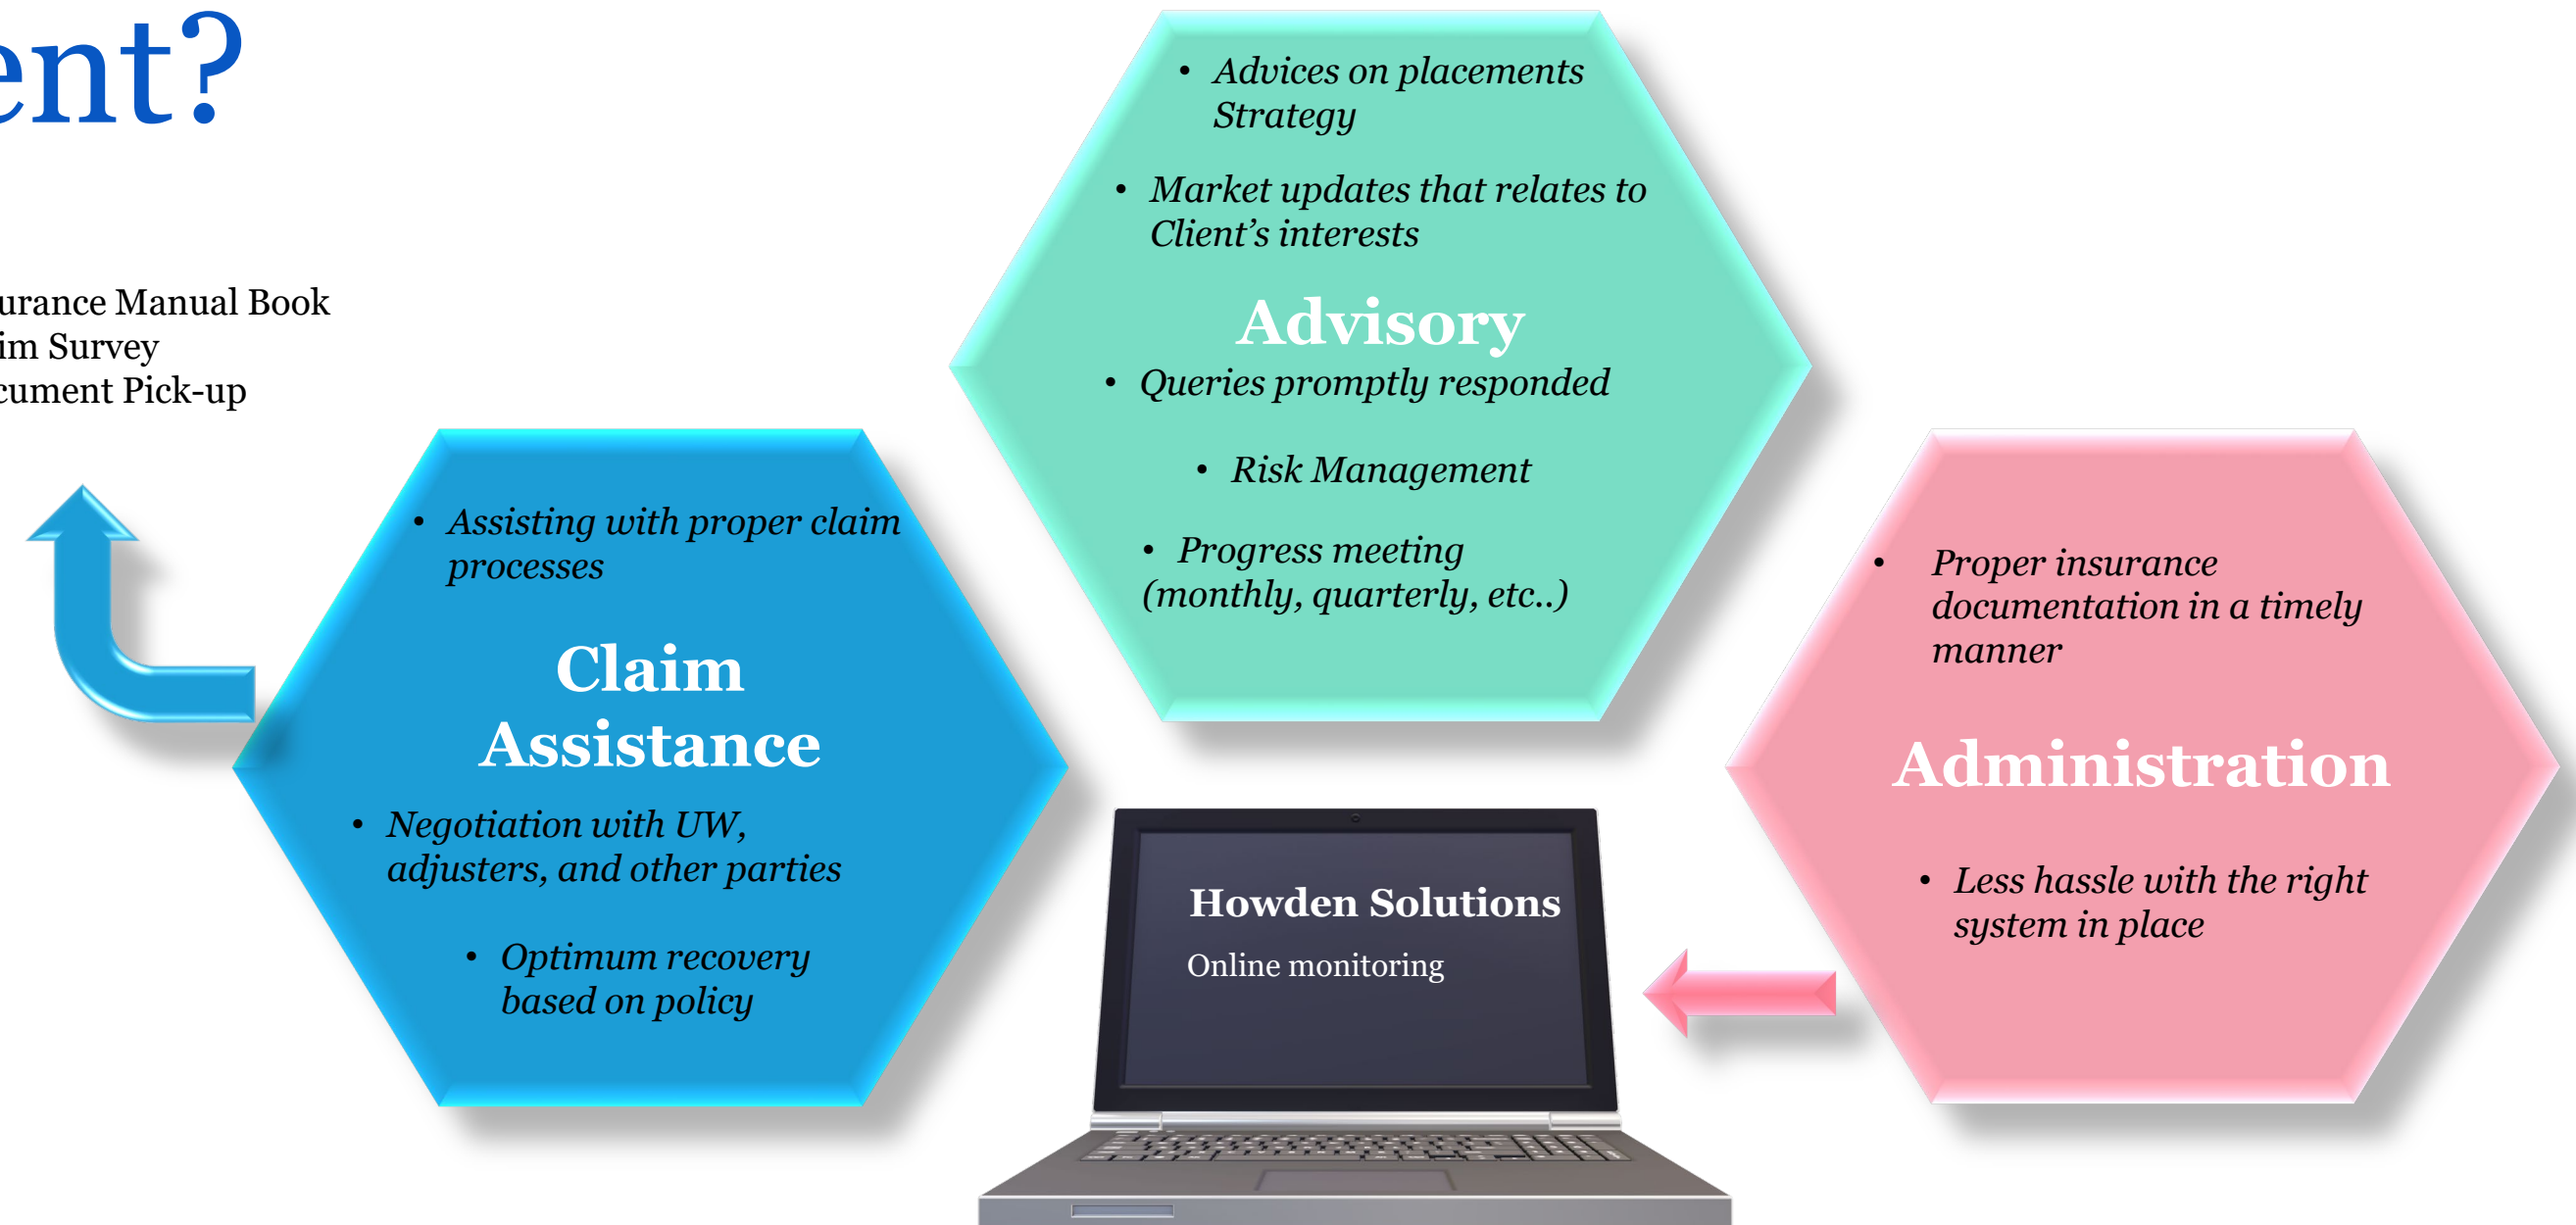 ent?
urance Manual Book
im Survey
cument Pick-up
• Advices on placements
Strategy
• Market updates that relates to
Client's interests
Advisory
• Queries promptly responded
• Risk Management
• Progress meeting
(monthly, quarterly, etc..)
• Assisting with proper claim
processes
Claim
Assistance
• Negotiation with UW,
adjusters, and other parties
• Optimum recovery
based on policy
Howden Solutions
Online monitoring
• Proper insurance
documentation in a timely
manner
Administration
• Less hassle with the right
system in place